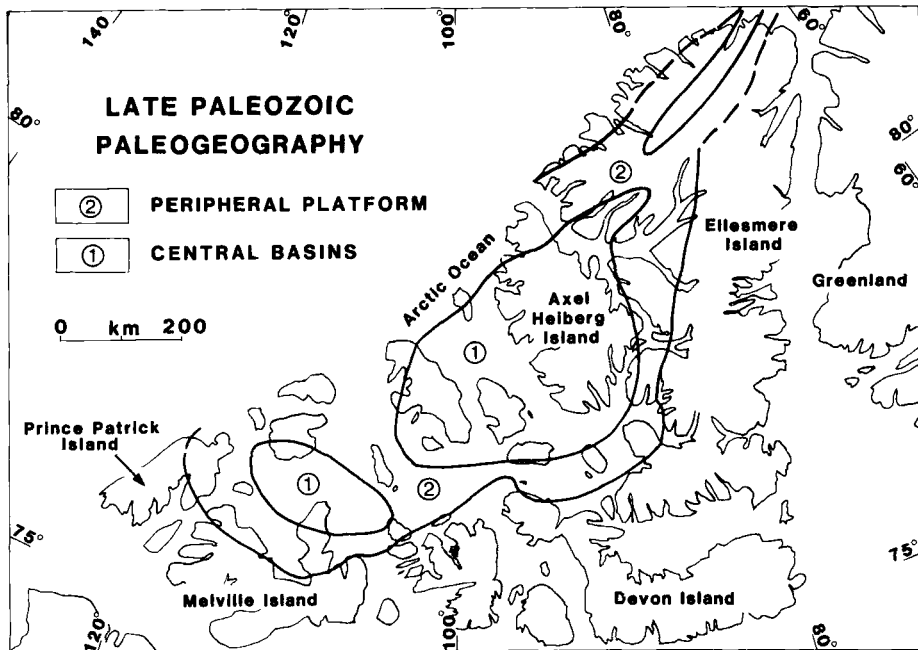 140
120
100
80
60
80°
LATE PALEOZOIC
PALEOGEOGRAPHY
② PERIPHERAL PLATFORM
① CENTRAL BASINS
0 km 200
80°
60
②
Ellesmere
Island
Greenland
Arctic Ocean
Axel
Heiberg
Island
①
Prince Patrick
Island
①
②
75°
75°
Melville Island
Devon Island
120
100
80